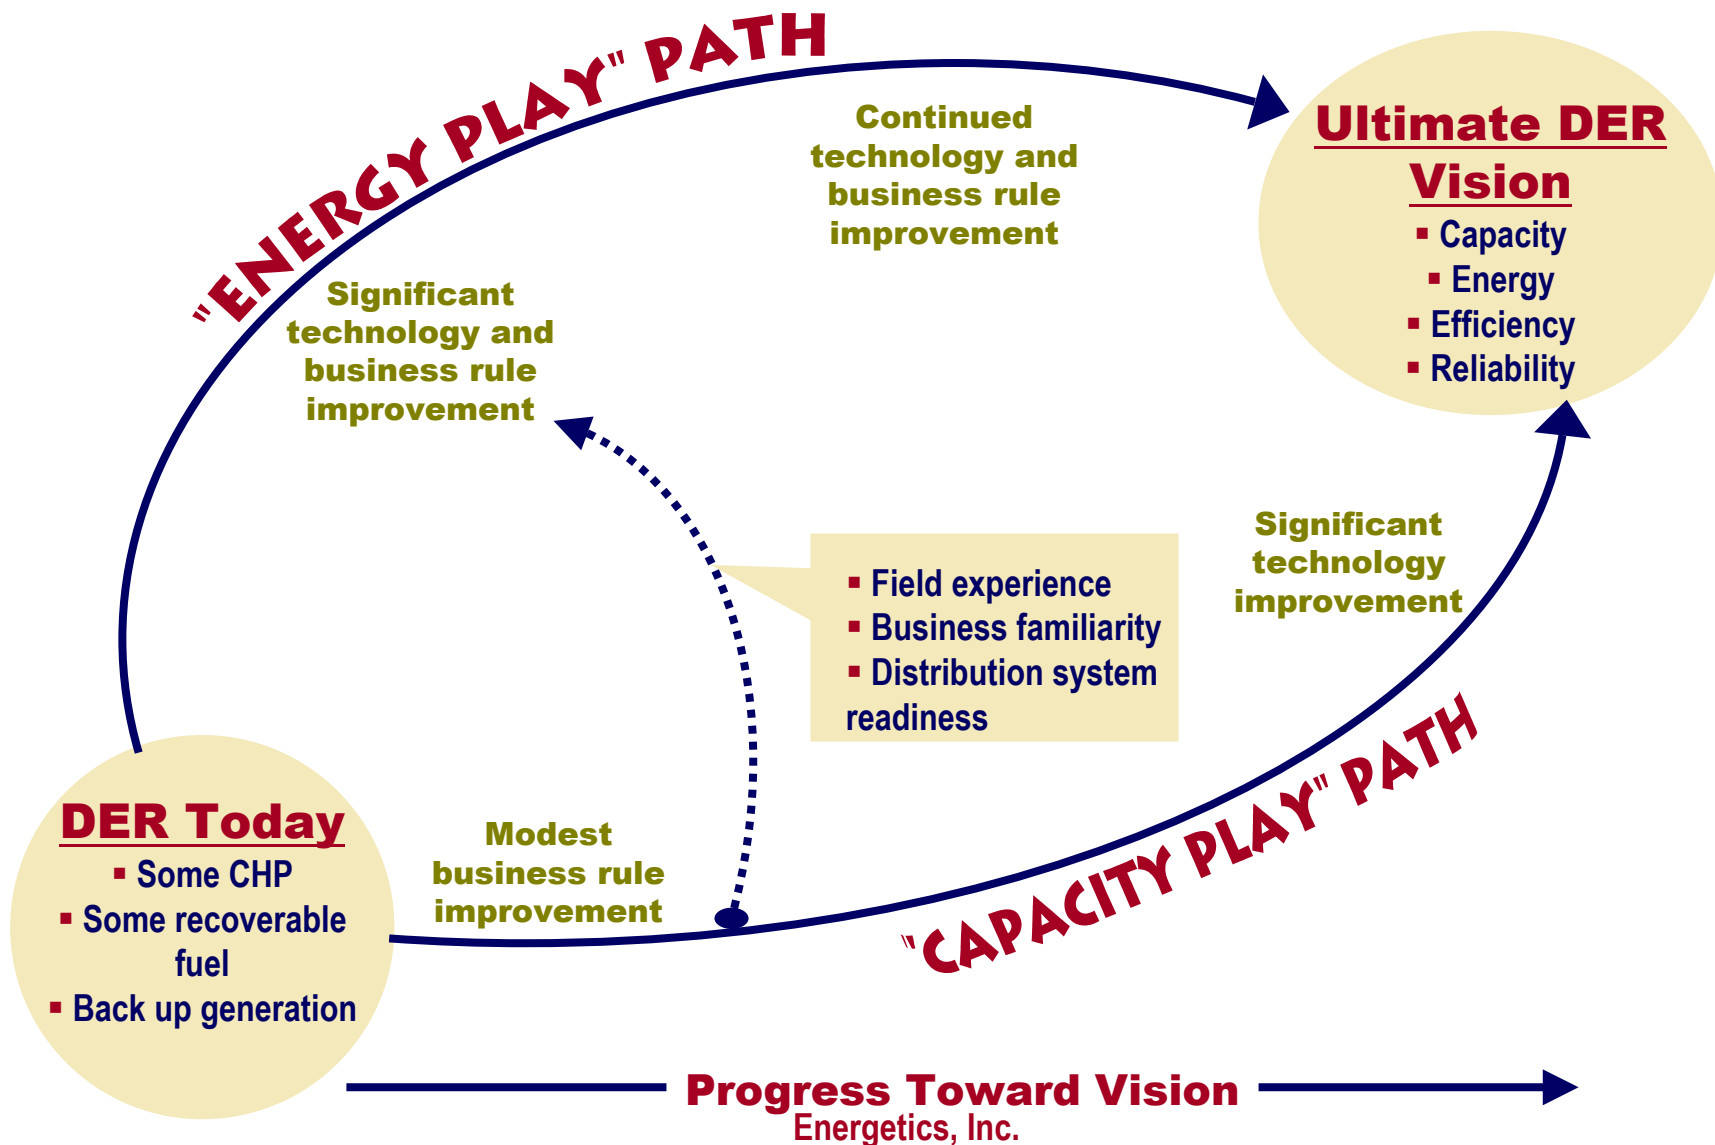 "ENERGY PLAY" PATH
Continued
technology and
business rule
improvement
Ultimate DER
Vision
▪ Capacity
▪ Energy
▪ Efficiency
▪ Reliability
Significant
technology and
business rule
improvement
▪ Field experience
▪ Business familiarity
▪ Distribution system
readiness
Significant
technology
improvement
"CAPACITY PLAY" PATH
DER Today
▪ Some CHP
▪ Some recoverable
fuel
▪ Back up generation
Modest
business rule
improvement
Progress Toward Vision
Energetics, Inc.